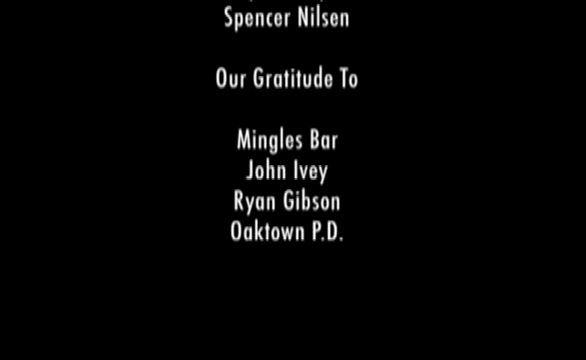 Spencer Nilsen
Our Gratitude To
Mingles Bar
John Ivey
Ryan Gibson
Oaktown P.D.